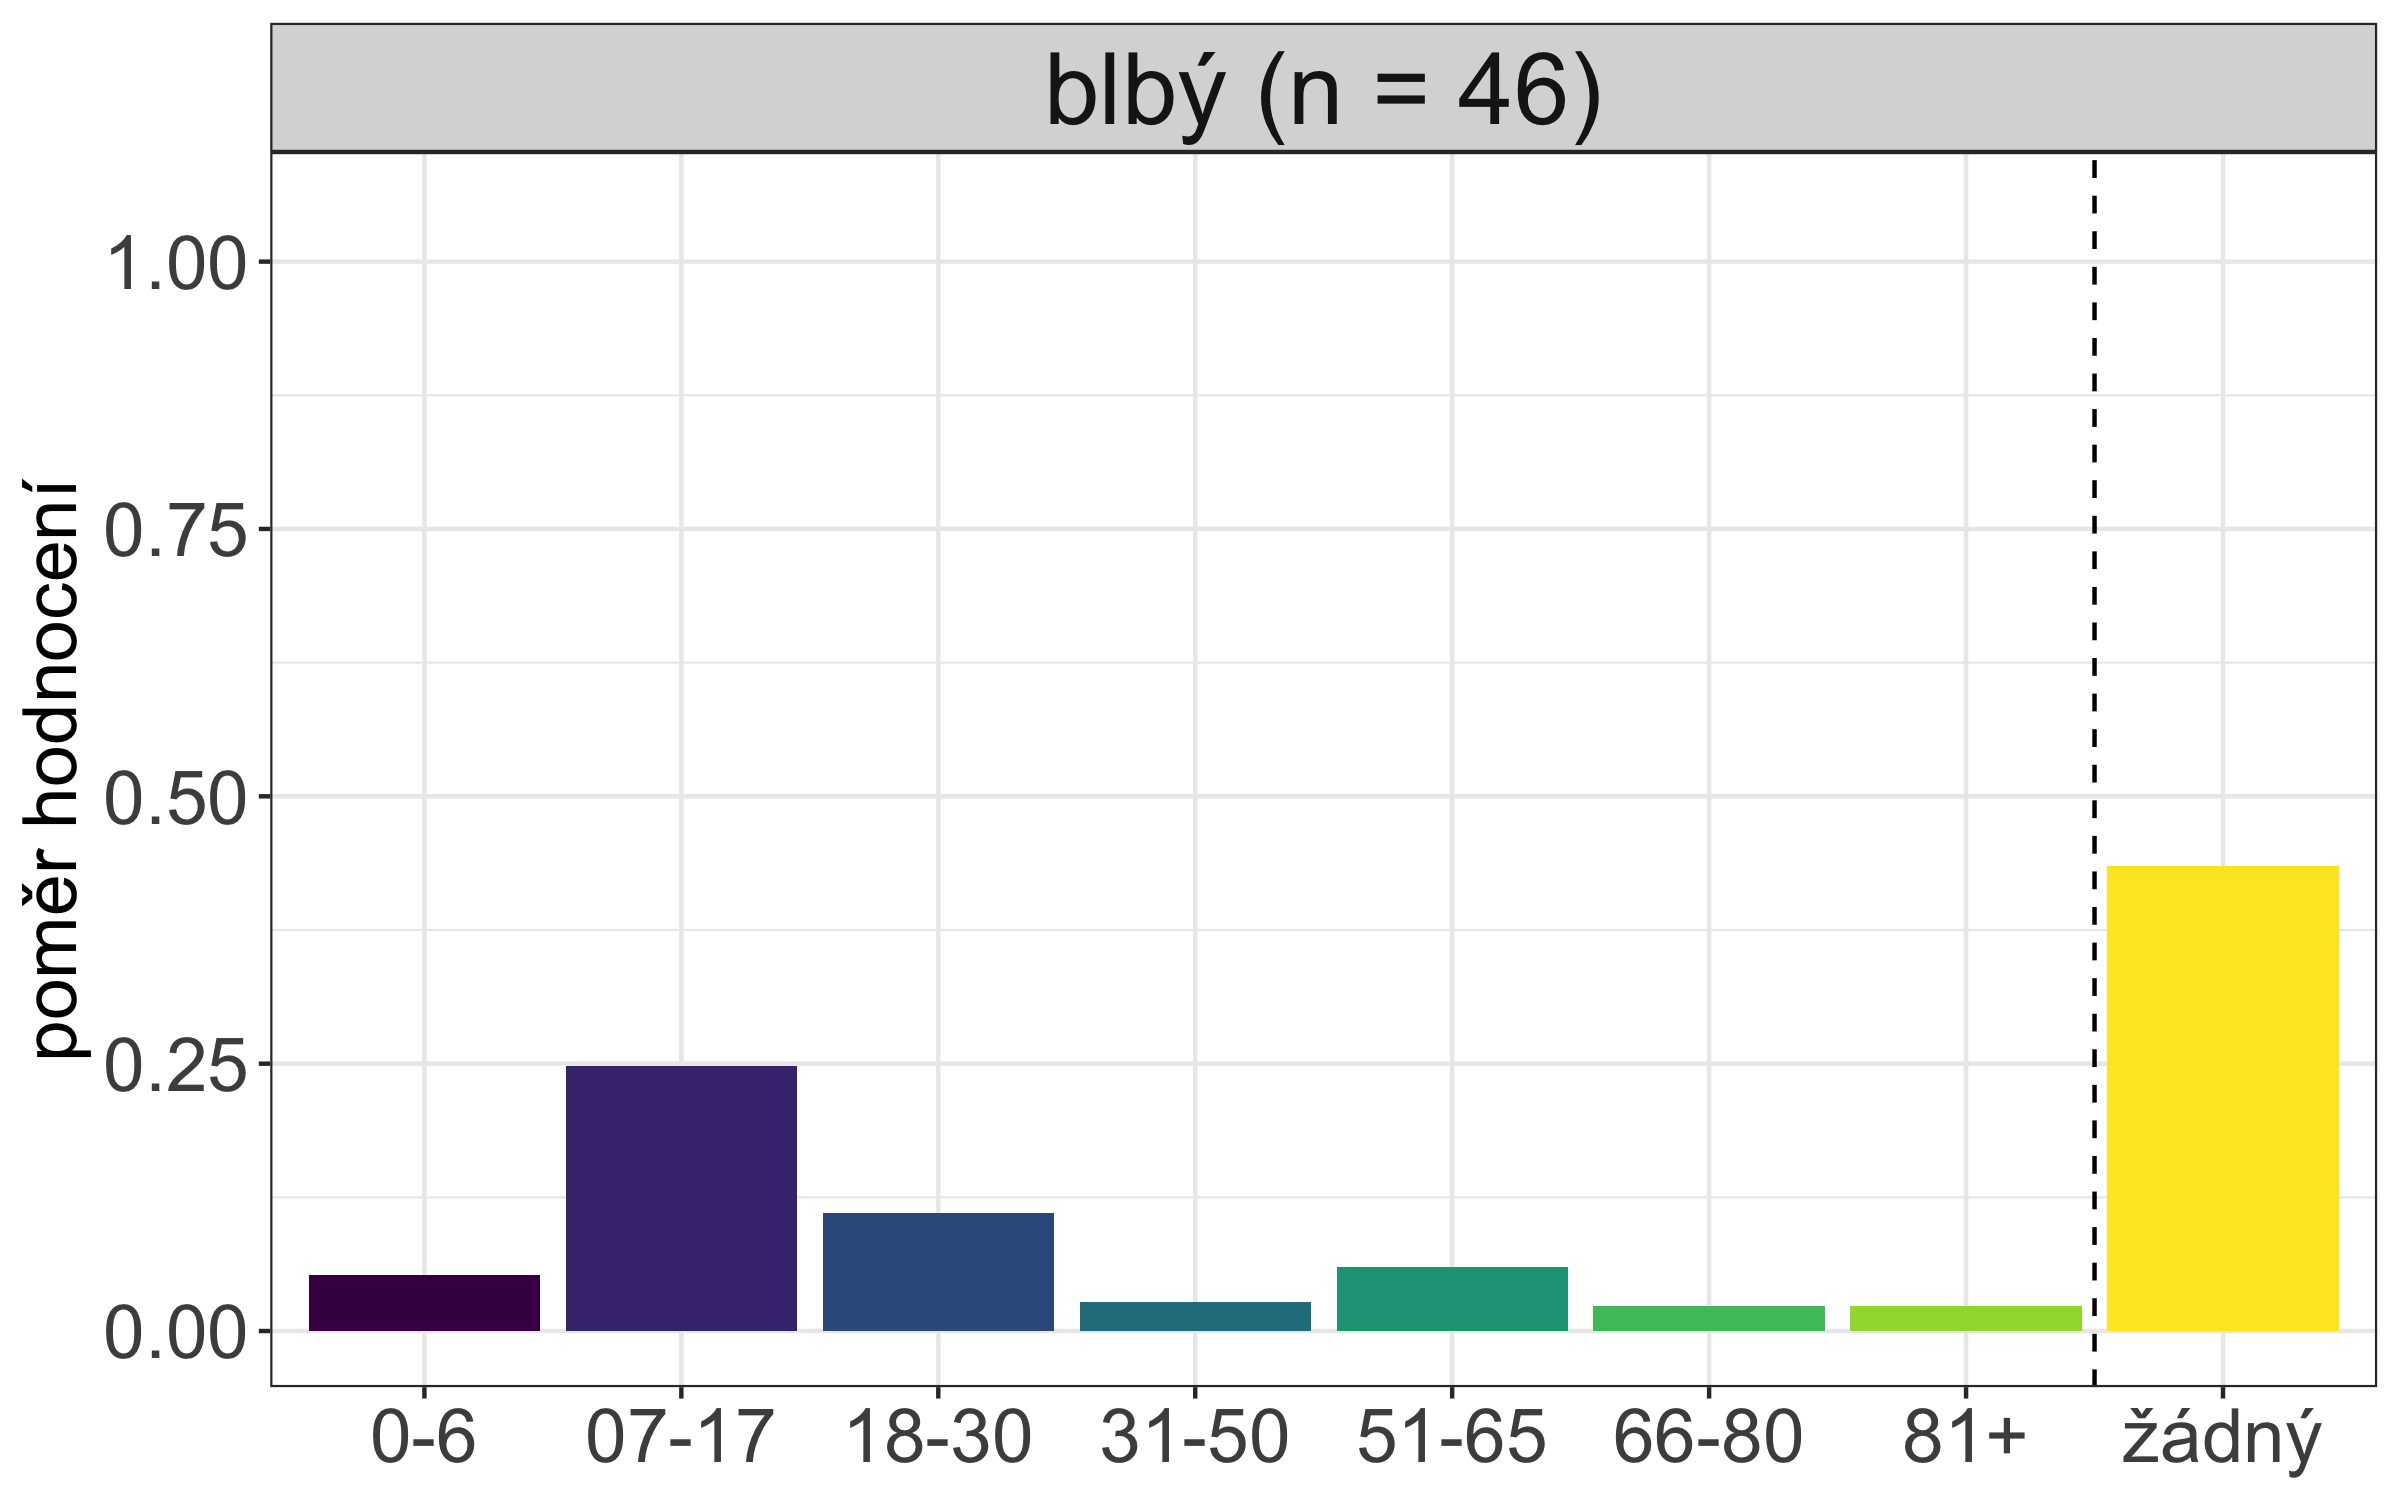 blbý (n = 46)
poměr hodnocení
1.00
0.75
0.50
0.25
0.00
0-6 07-17 18-30 31-50 51-65 66-80 81+ žádný